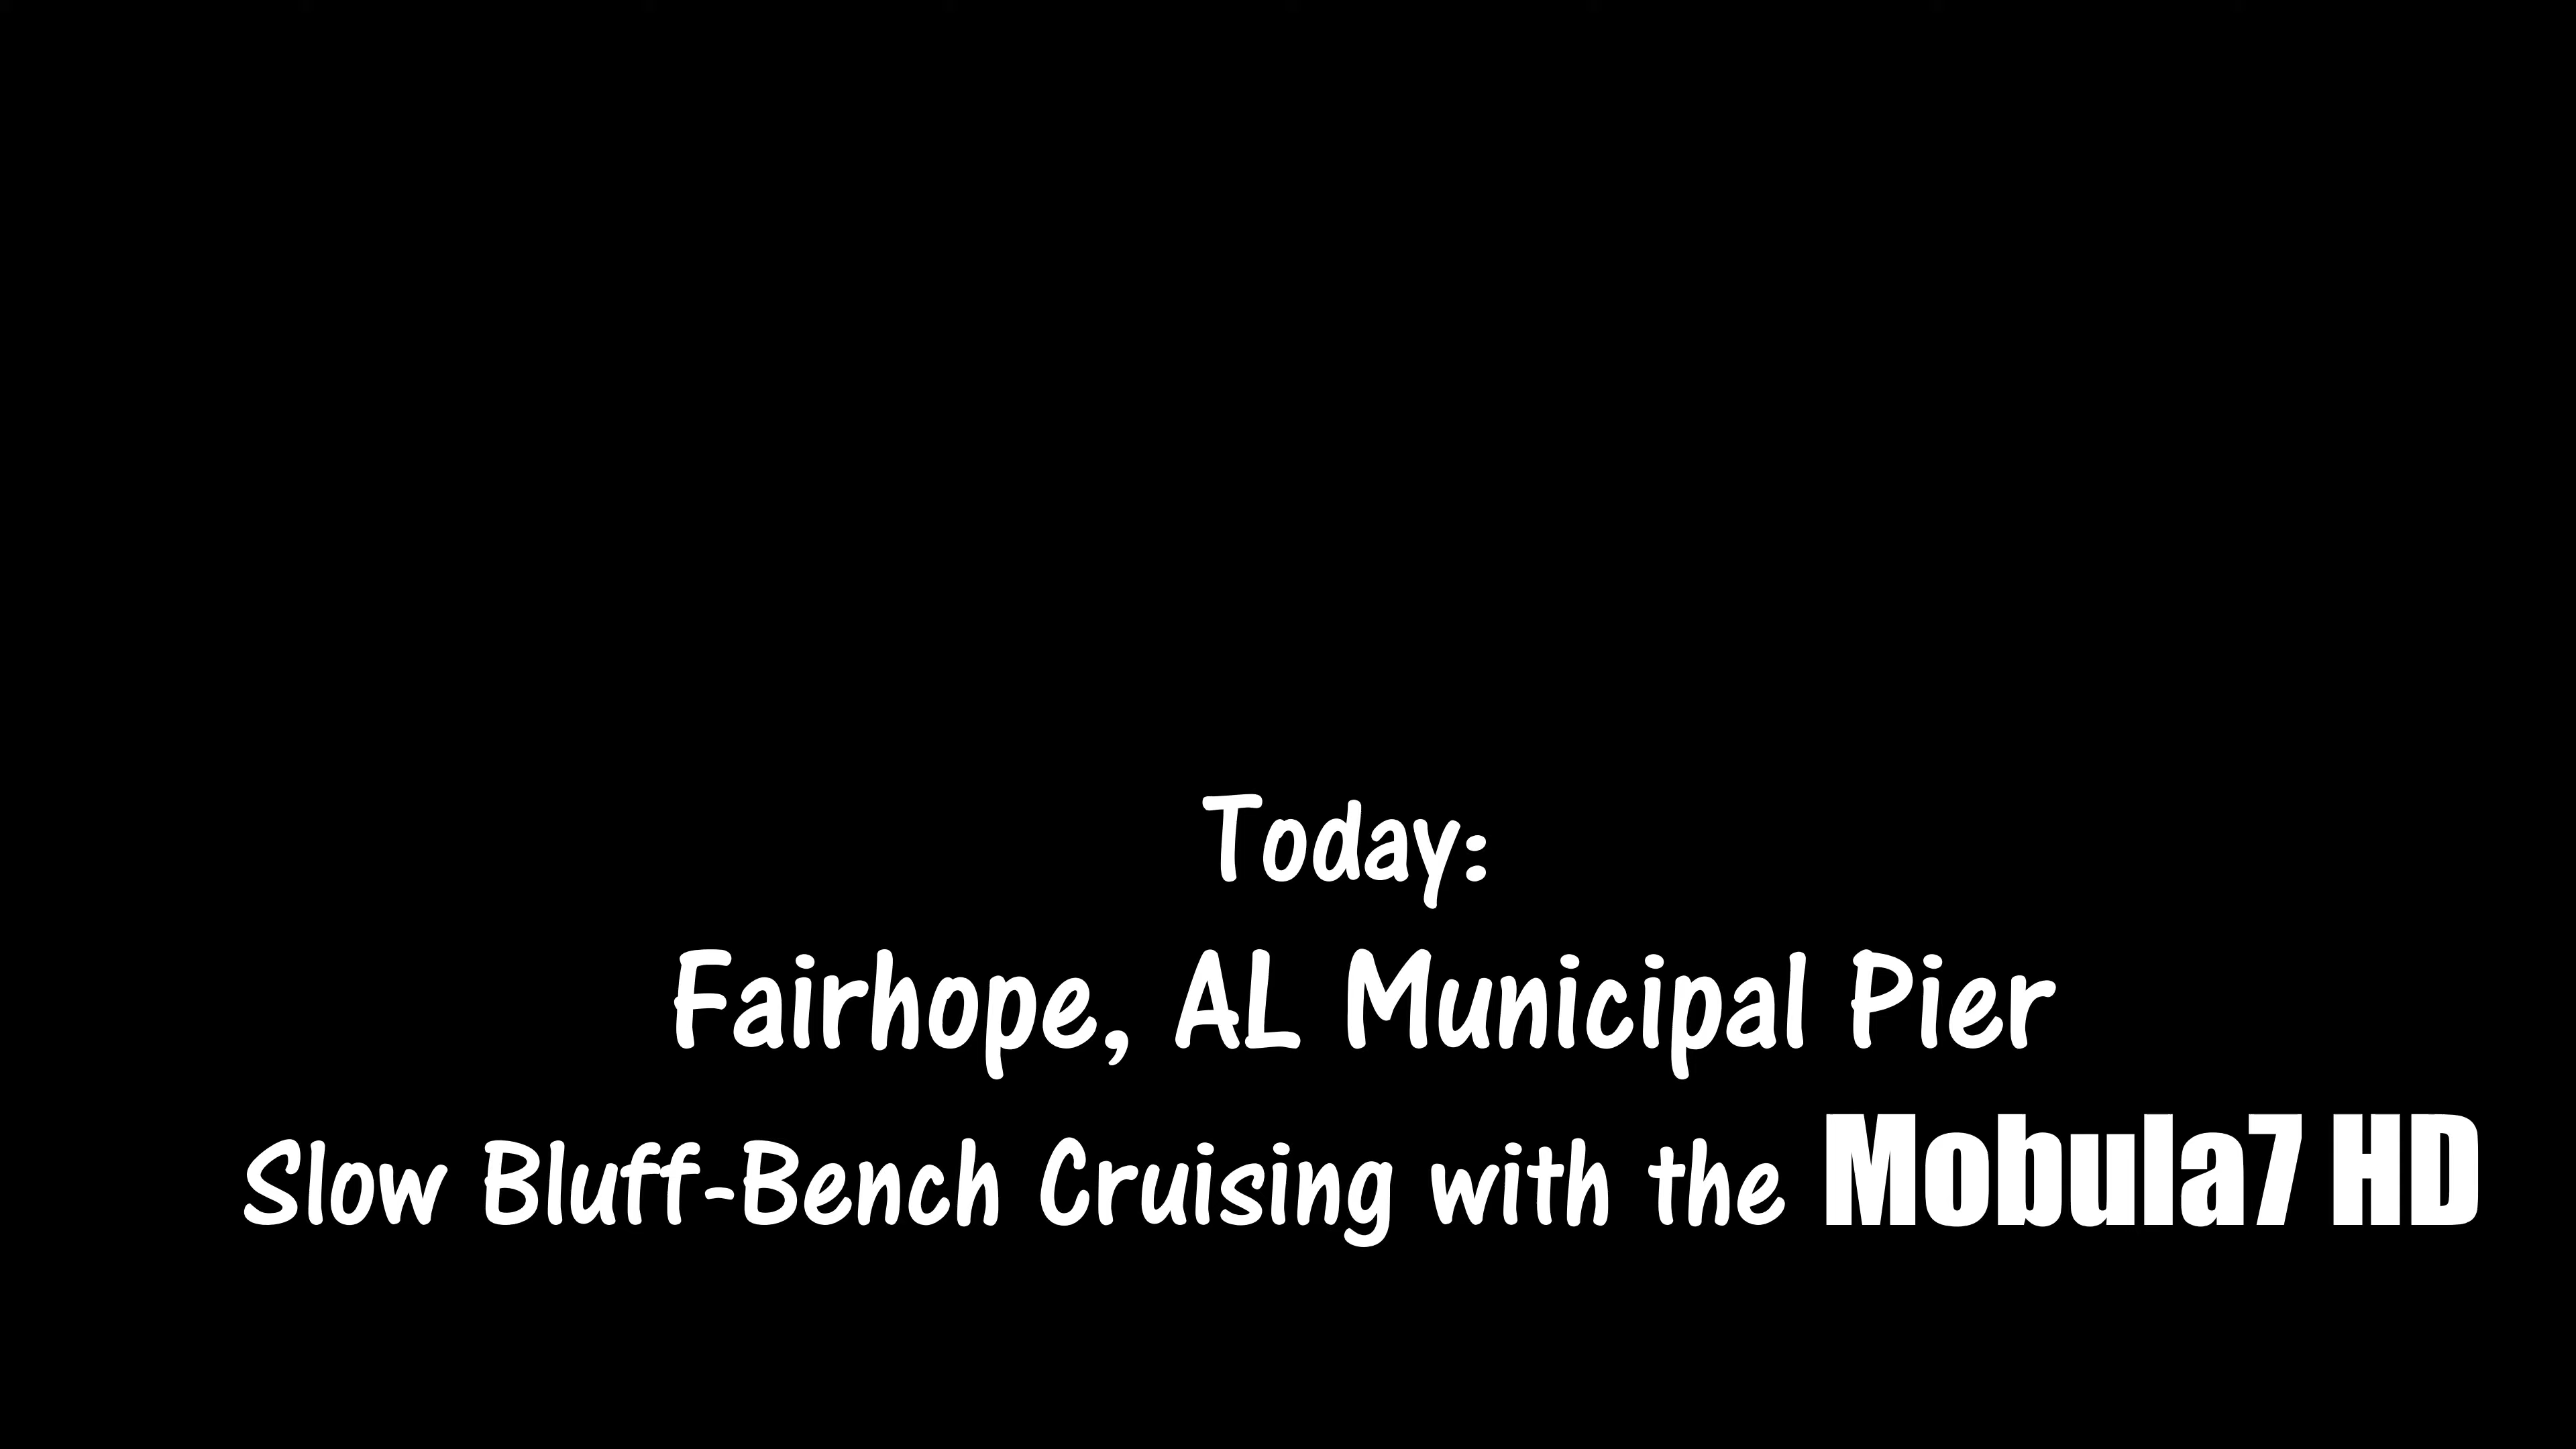 Today:
Fairhope, AL Municipal Pier
Slow Bluff-Bench Cruising with the Mobula7 HD